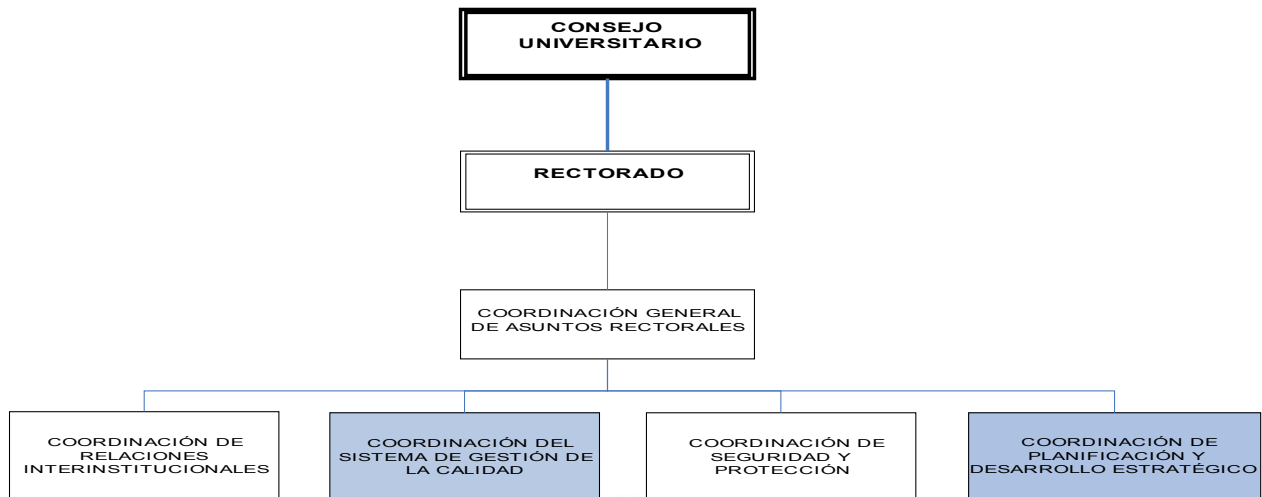 CONSEJO
UNIVERSITARIO
RECTORADO
COORDINACIÓN GENERAL
DE ASUNTOS RECTORALES
COORDINACIÓN DE
RELACIONES
INTERINSTITUCIONALES
COORDINACIÓN DEL
SISTEMA DE GESTIÓN DE
LA CALIDAD
COORDINACIÓN DE
SEGURIDAD Y
PROTECCIÓN
COORDINACIÓN DE
PLANIFICACIÓN Y
DESARROLLO ESTRATÉGICO